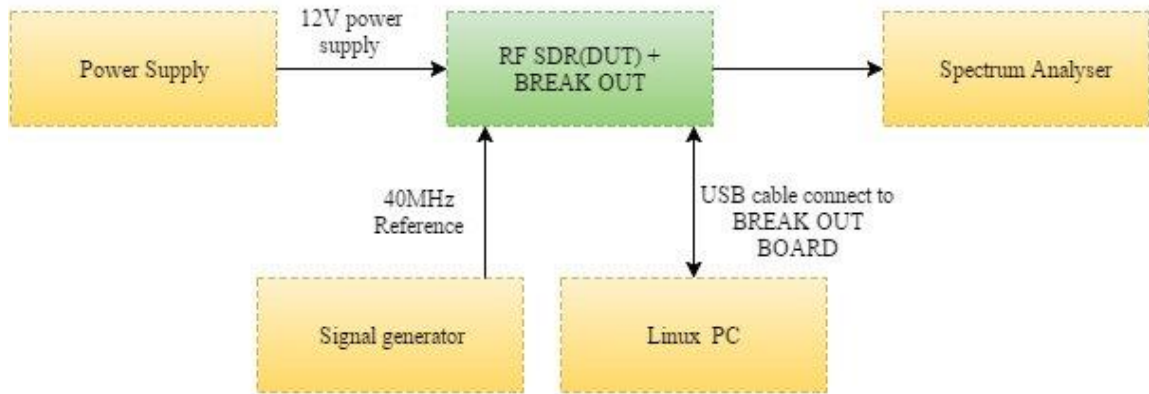 12V power
supply
Power Supply
RF SDR(DUT) +
BREAK OUT
Spectrum Analyser
40MHz
Reference
USB cable connect to
BREAK OUT
BOARD
Signal generator
Linux PC